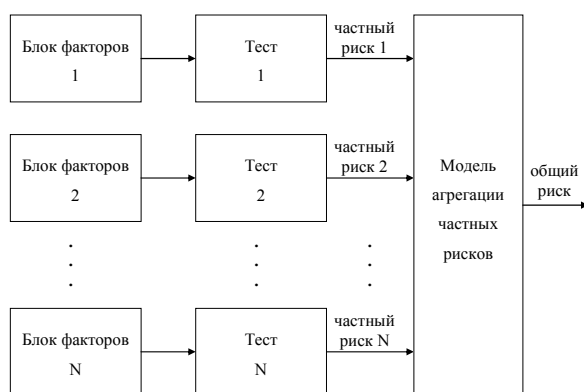 Блок факторов
1
Тест
1
частный
риск 1
Блок факторов
2
Тест
2
частный
риск 2
Модель
агрегации
частных
рисков
общий
риск
Блок факторов
N
Тест
N
частный
риск N